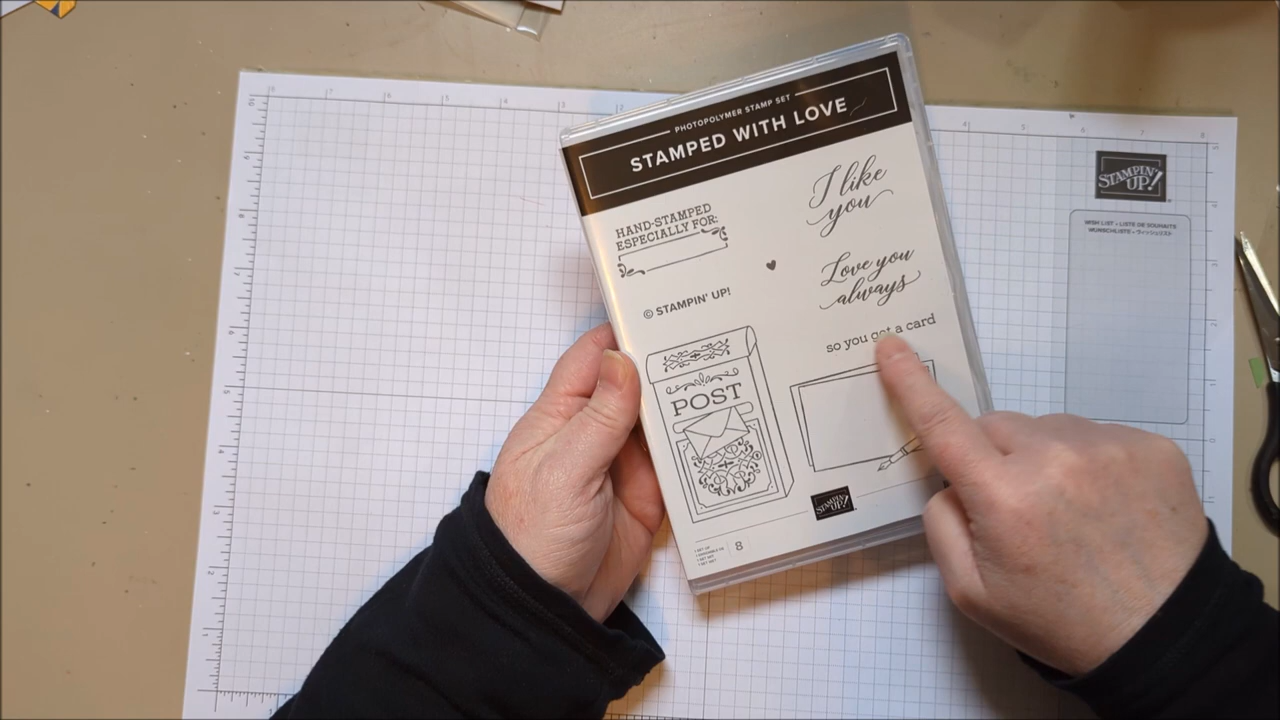 PHOTOPOLYMER STAMP SET
STAMPED WITH LOVE
I like
you
HAND-STAMPED
ESPECIALLY FOR:
Love you
always
© STAMPIN' UP!
so you get a card
POST
STAMPIN'
UP!
8
STAMPIN'
UP!
WISH LIST • LISTE DE SOUHAITS
WUNSCHLISTE • ウィッシュリスト